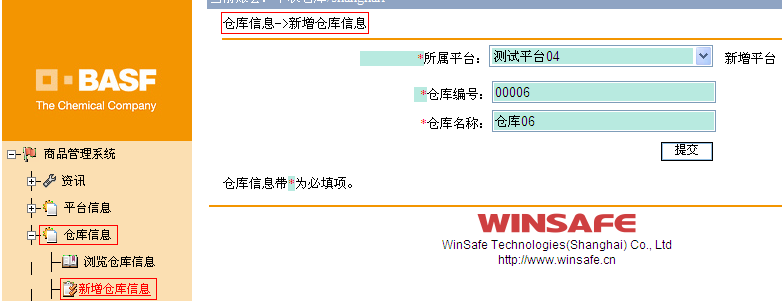 仓库信息->新增仓库信息
*所属平台： 测试平台04 新增平台
*仓库编号： 00006
*仓库名称： 仓库06
提交
仓库信息带*为必填项。
WINSAFE
WinSafe Technologies(Shanghai) Co., Ltd
http://www.winsafe.cn
BASF
The Chemical Company
商品管理系统
资讯
平台信息
仓库信息
浏览仓库信息
新增仓库信息